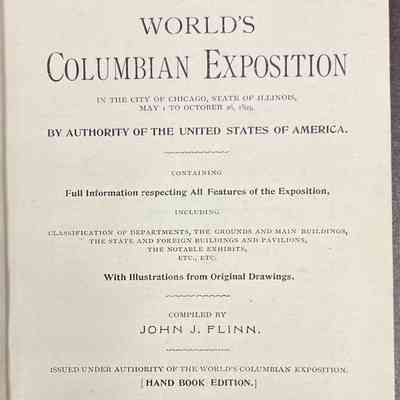 WORLD'S
COLUMBIAN EXPOSITION
IN THE CITY OF CHICAGO, STATE OF ILLINOIS,
MAY 1 TO OCTOBER 26, 1893,
BY AUTHORITY OF THE UNITED STATES OF AMERICA.
CONTAINING
Full Information respecting All Features of the Exposition,
INCLUDING
CLASSIFICATION OF DEPARTMENTS, THE GROUNDS AND MAIN BUILDINGS,
THE STATE AND FOREIGN BUILDINGS AND PAVILIONS,
THE NOTABLE EXHIBITS,
ETC., ETC.
With Illustrations from Original Drawings.
COMPILED BY
JOHN J. FLINN.
ISSUED UNDER AUTHORITY OF THE WORLD'S COLUMBIAN EXPOSITION.
[HAND BOOK EDITION.]